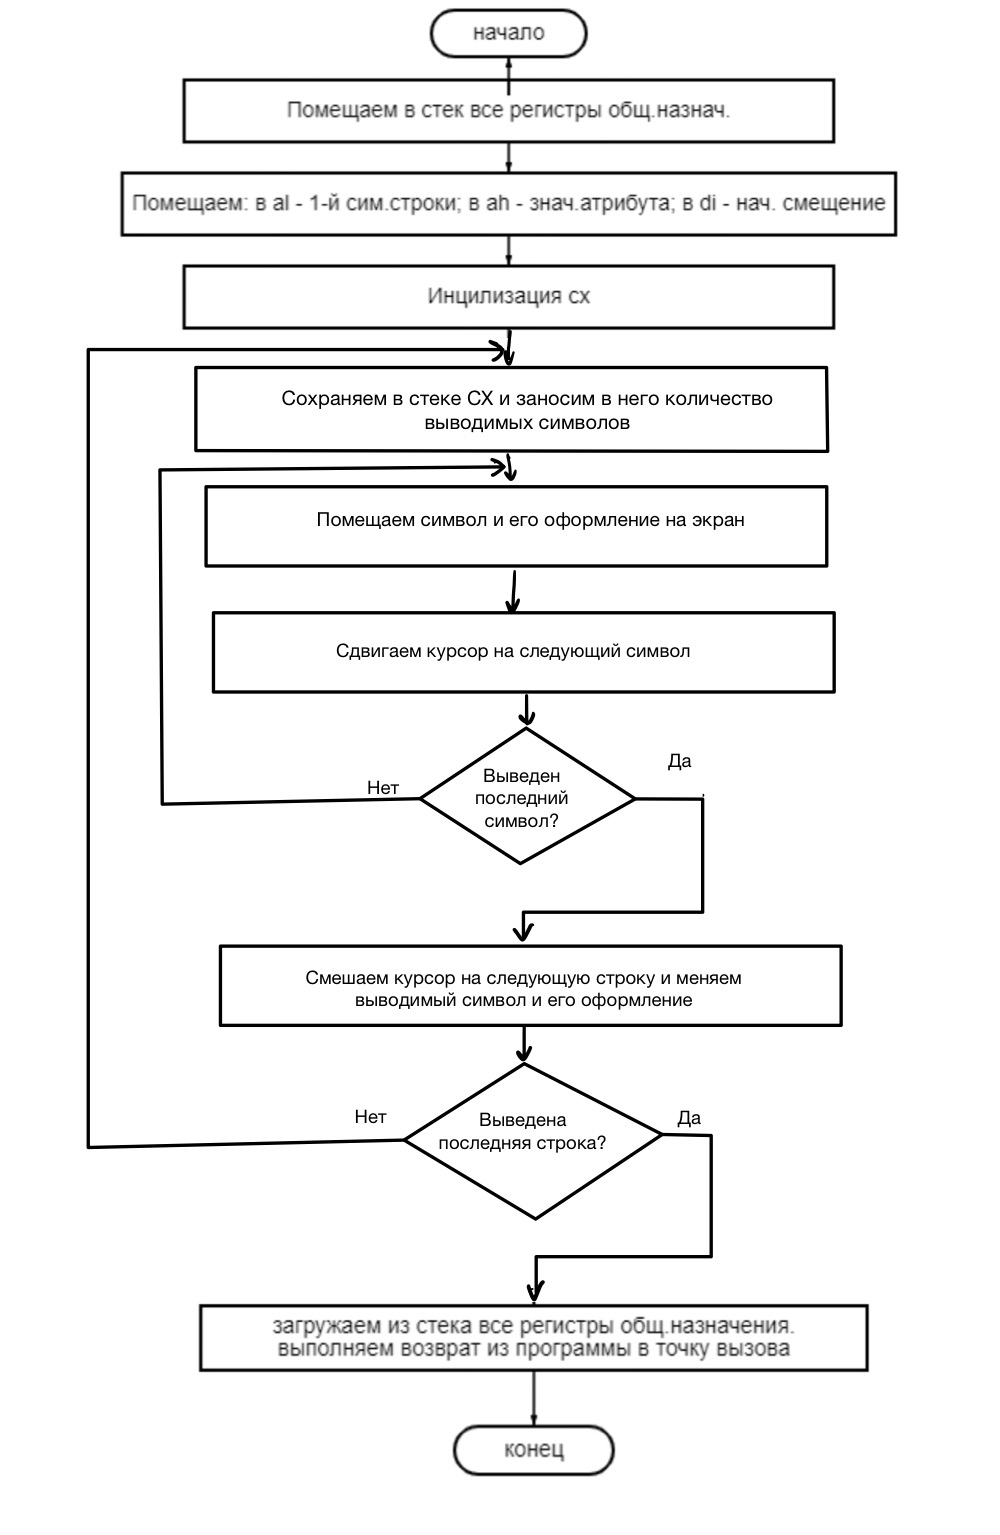 начало
Помещаем в стек все регистры общ.назнач.
Помещаем: в al - 1-й сим.строки; в ah - знач.атрибута; в di - нач. смещение
Инцилизация cx
Сохраняем в стеке CX и заносим в него количество
выводимых символов
Помещаем символ и его оформление на экран
Сдвигаем курсор на следующий символ
Да
Выведен
Нет
последний
символ?
Смешаем курсор на следующую строку и меняем
выводимый символ и его оформление
Нет
Выведена
Да
последняя строка?
загружаем из стека все регистры общ.назначения.
выполняем возврат из программы в точку вызова
конец